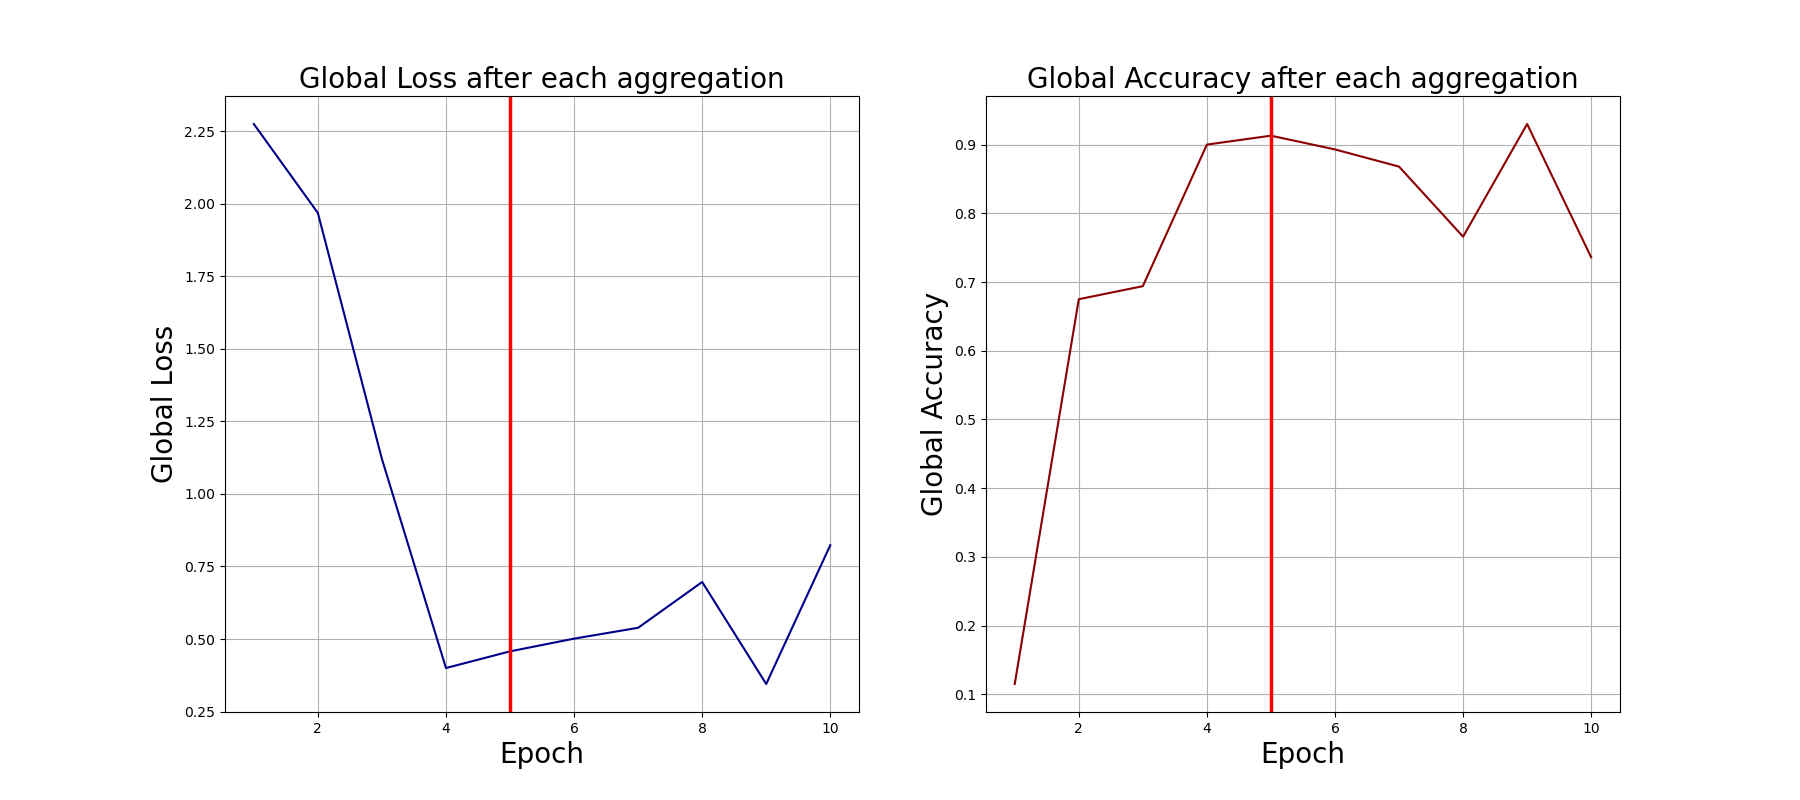 Global Loss after each aggregation
Global Loss
2.25
2.00
1.75
1.50
1.25
1.00
0.75
0.50
0.25
2 4 6 8 10
Epoch
Global Accuracy after each aggregation
Global Accuracy
0.9
0.8
0.7
0.6
0.5
0.4
0.3
0.2
0.1
2 4 6 8 10
Epoch